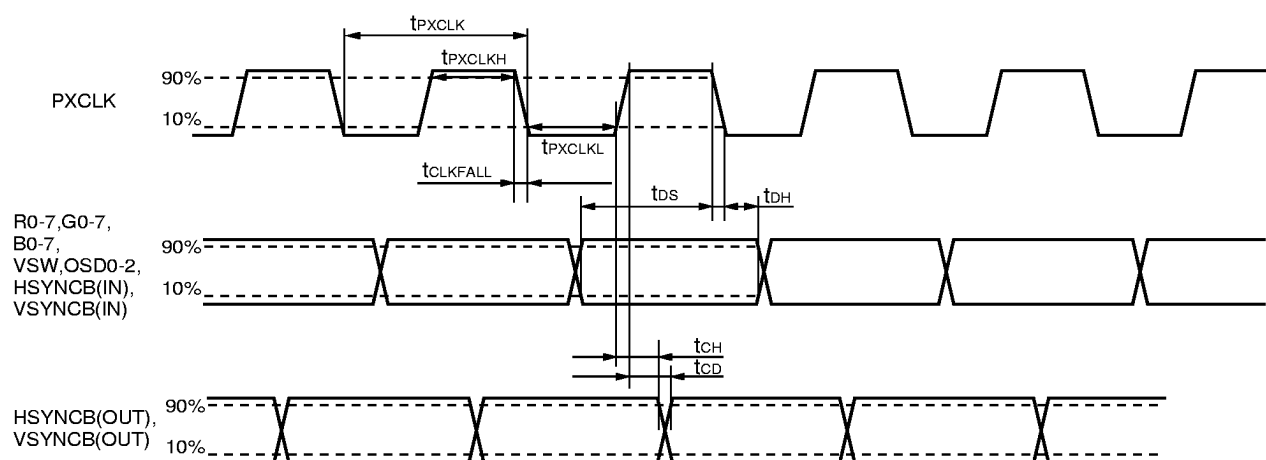 tPXCLK
tPXCLKH
90%
PXCLK
10%
tPXCLKL
tCLKFALL
tDS
tDH
R0-7,G0-7,
B0-7,
90%
VSW,OSD0-2,
HSYNCB(IN),
10%
VSYNCB(IN)
tCH
tCD
90%
HSYNCB(OUT),
VSYNCB(OUT)
10%